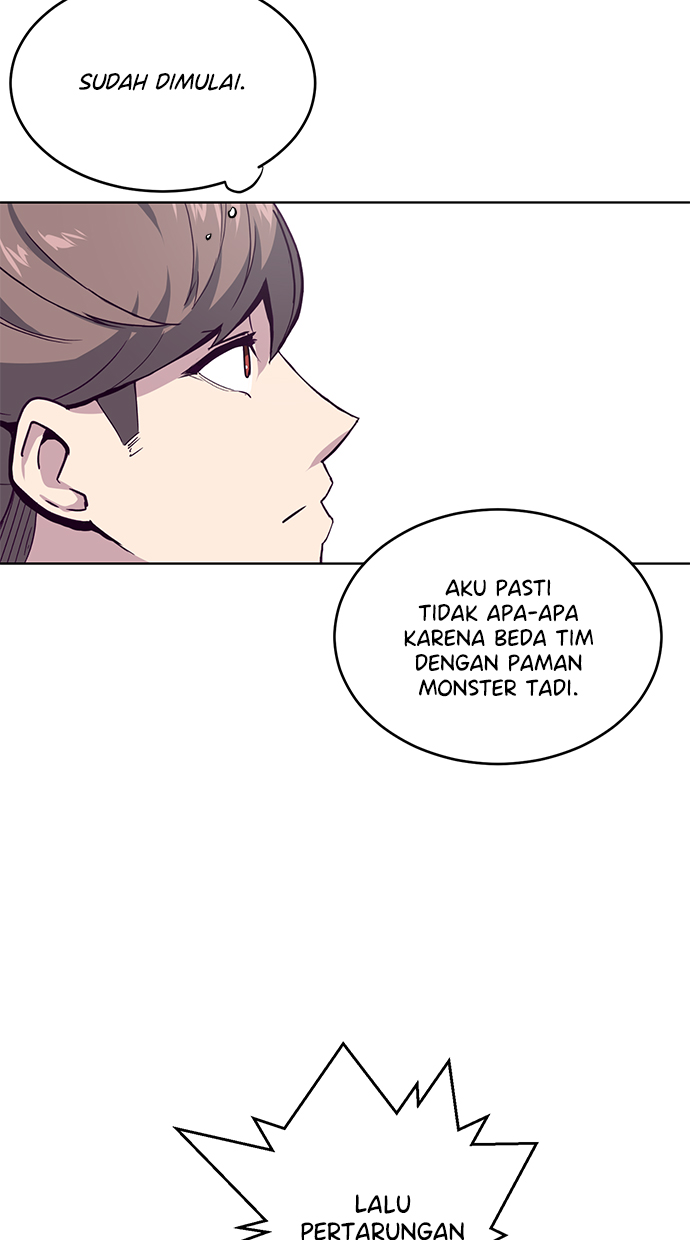 SUDAH DIMULAI.
AKU PASTI
TIDAK APA-APA
KARENA BEDA TIM
DENGAN PAMAN
MONSTER TADI.
LALU
PERTARUNGAN